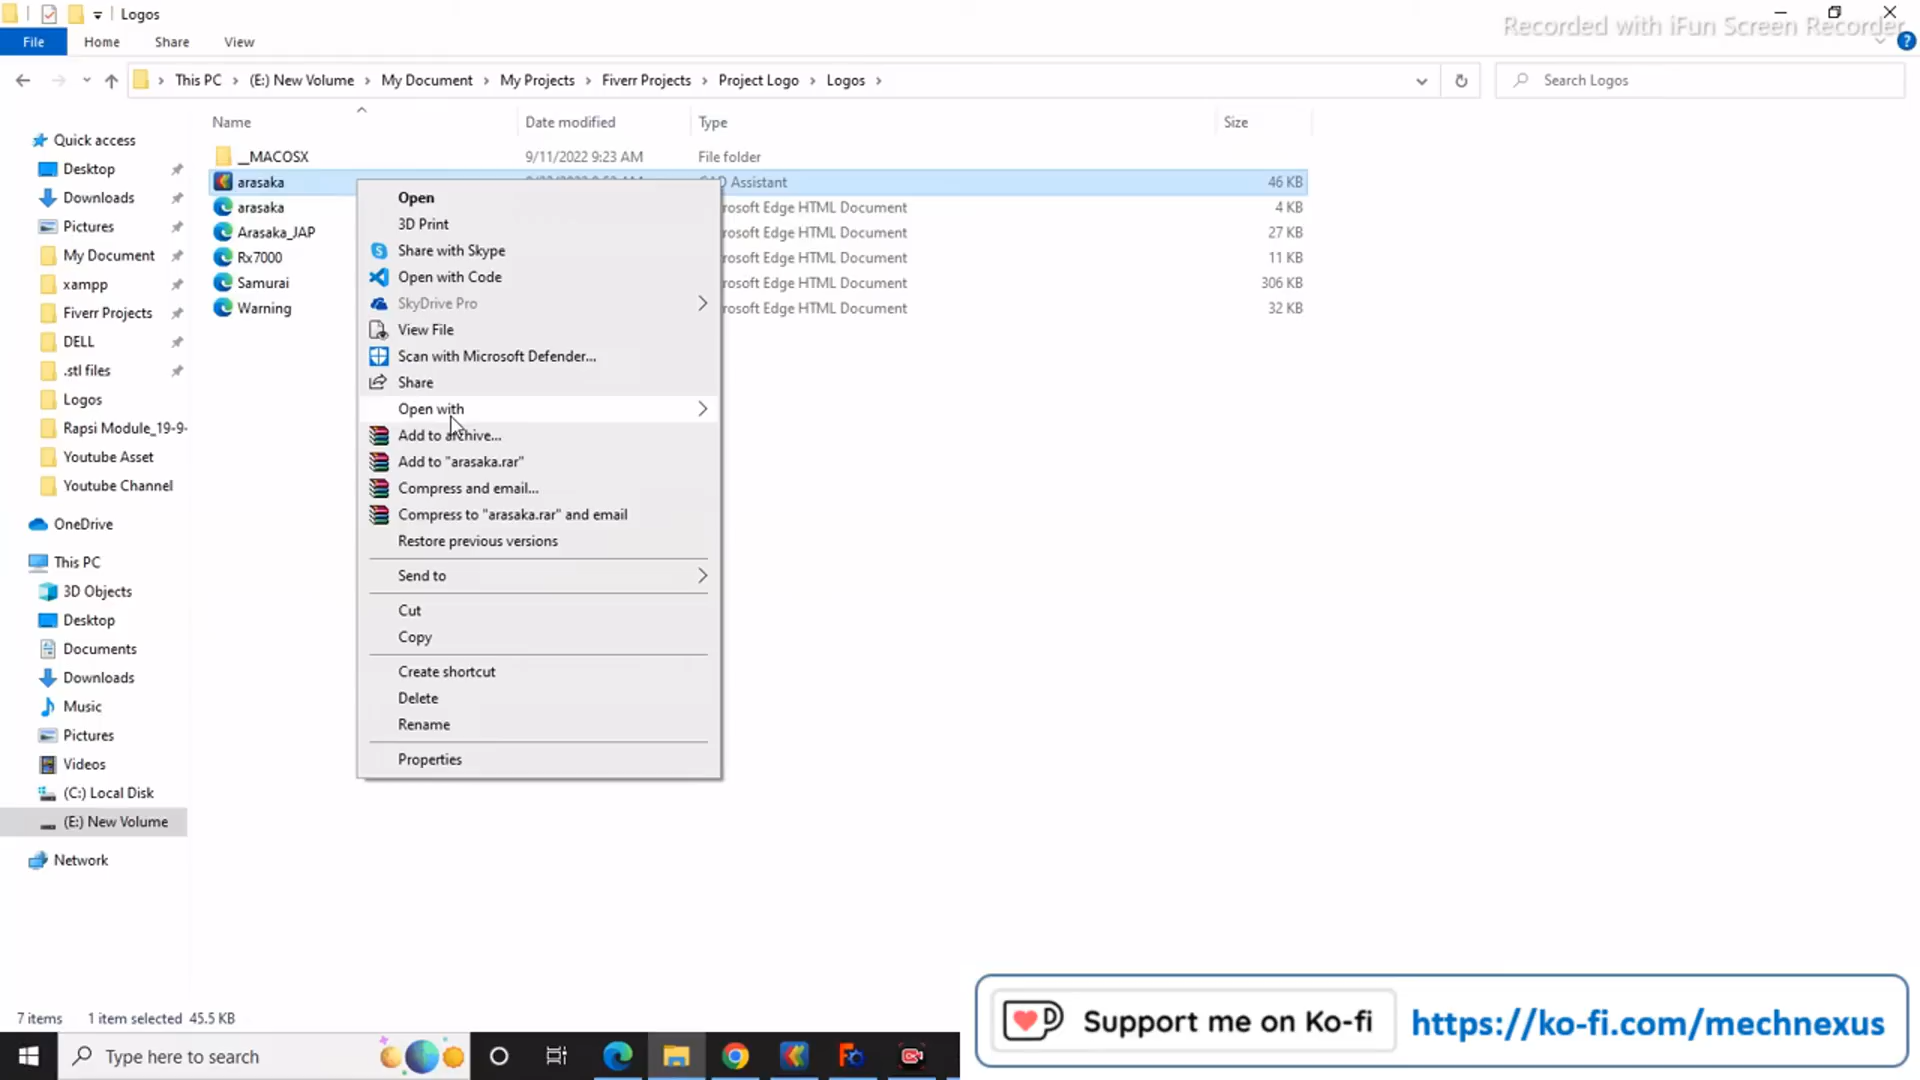 Logos
Recorded with iFun Screen Recorder
File Home Share View
This PC (E:) New Volume My Document My Projects Fiverr Projects Project Logo Logos
Search Logos
Name Date modified Type Size
Quick access
Desktop
Downloads
Pictures
My Document
xampp
Fiverr Projects
DELL
.stl files
Logos
Rapsi Module_19-9-
Youtube Asset
Youtube Channel
OneDrive
This PC
3D Objects
Desktop
Documents
Downloads
Music
Pictures
Videos
(C:) Local Disk
(E:) New Volume
Network
__MACOSX 9/11/2022 9:23 AM File folder
arasaka Assistant 46 KB
arasaka rosoft Edge HTML Document 4 KB
Arasaka_JAP rosoft Edge HTML Document 27 KB
Rx7000 rosoft Edge HTML Document 11 KB
Samurai rosoft Edge HTML Document 306 KB
Warning rosoft Edge HTML Document 32 KB
Open
3D Print
Share with Skype
Open with Code
SkyDrive Pro
View File
Scan with Microsoft Defender...
Share
Open with
Add to archive...
Add to "arasaka.rar"
Compress and email...
Compress to "arasaka.rar" and email
Restore previous versions
Send to
Cut
Copy
Create shortcut
Delete
Rename
Properties
7 items 1 item selected 45.5 KB
Type here to search
Support me on Ko-fi https://ko-fi.com/mechnexus